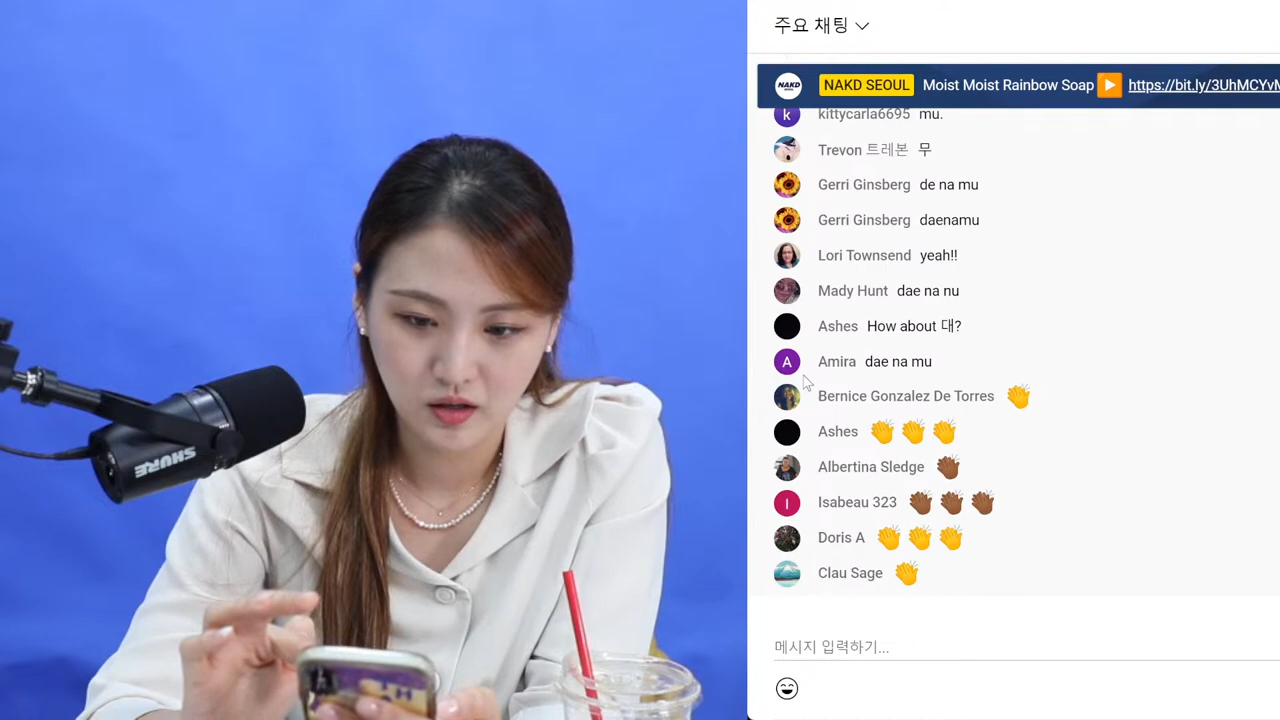 주요 채팅
NAKD SEOUL Moist Moist Rainbow Soap ▶️ https://bit.ly/3UhMCYvM
kittycarla6695 mu.
Trevon 트레본 무
Gerri Ginsberg de na mu
Gerri Ginsberg daenamu
Lori Townsend yeah!!
Mady Hunt dae na nu
Ashes How about 대?
A Amira dae na mu
Bernice Gonzalez De Torres 👏
Ashes 👏👏👏
Albertina Sledge 👏🏾
I Isabeau 323 👏🏾👏🏾👏🏾
Doris A 👏👏👏
Clau Sage 👏
메시지 입력하기...
SHURE